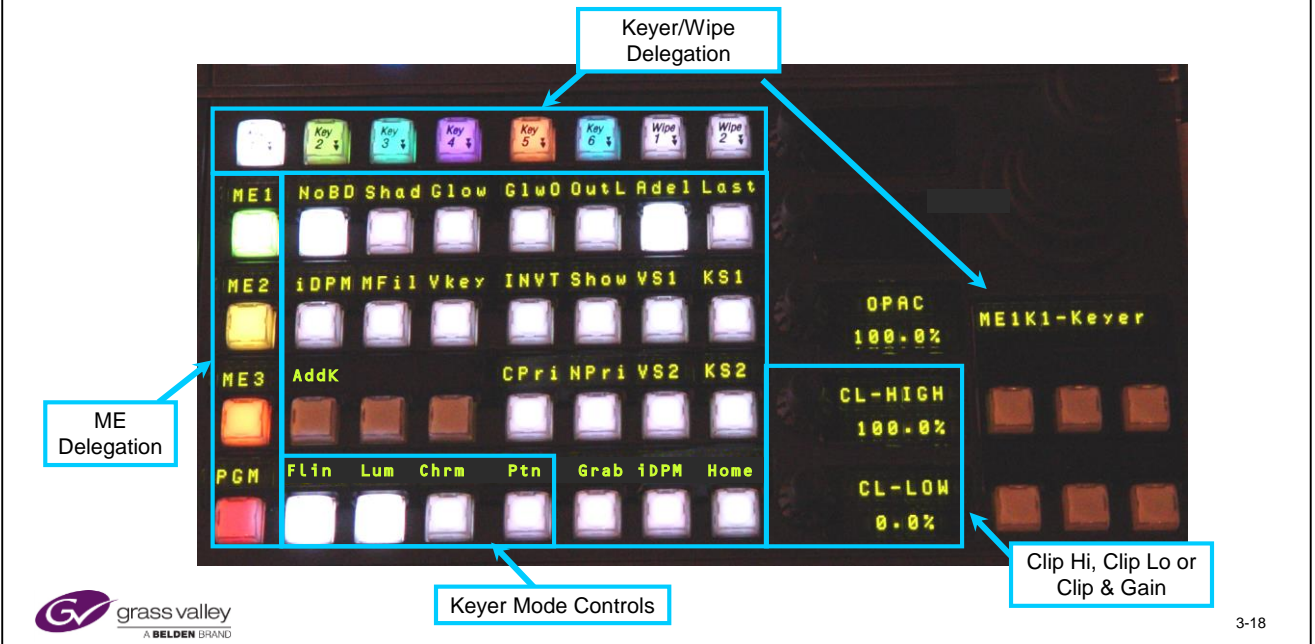 Keyer/Wipe
Delegation
Key 2 Key 3 Key 4 Key 5 Key 6 Wipe 1 Wipe 2
ME1 NoBD Shad Glow GlwO OutL Adel Last
ME2 iDPM MFil Vkey INVT Show VS1 KS1
OPAC
100.0%
ME1K1-Keyer
ME3 AddK CPri NPri VS2 KS2
CL-HIGH
100.0%
ME
Delegation
PGM Flin Lum Chrm Ptn Grab iDPM Home
CL-LOW
0.0%
Clip Hi, Clip Lo or
Clip & Gain
Keyer Mode Controls
GV grass valley
A BELDEN BRAND
3-18